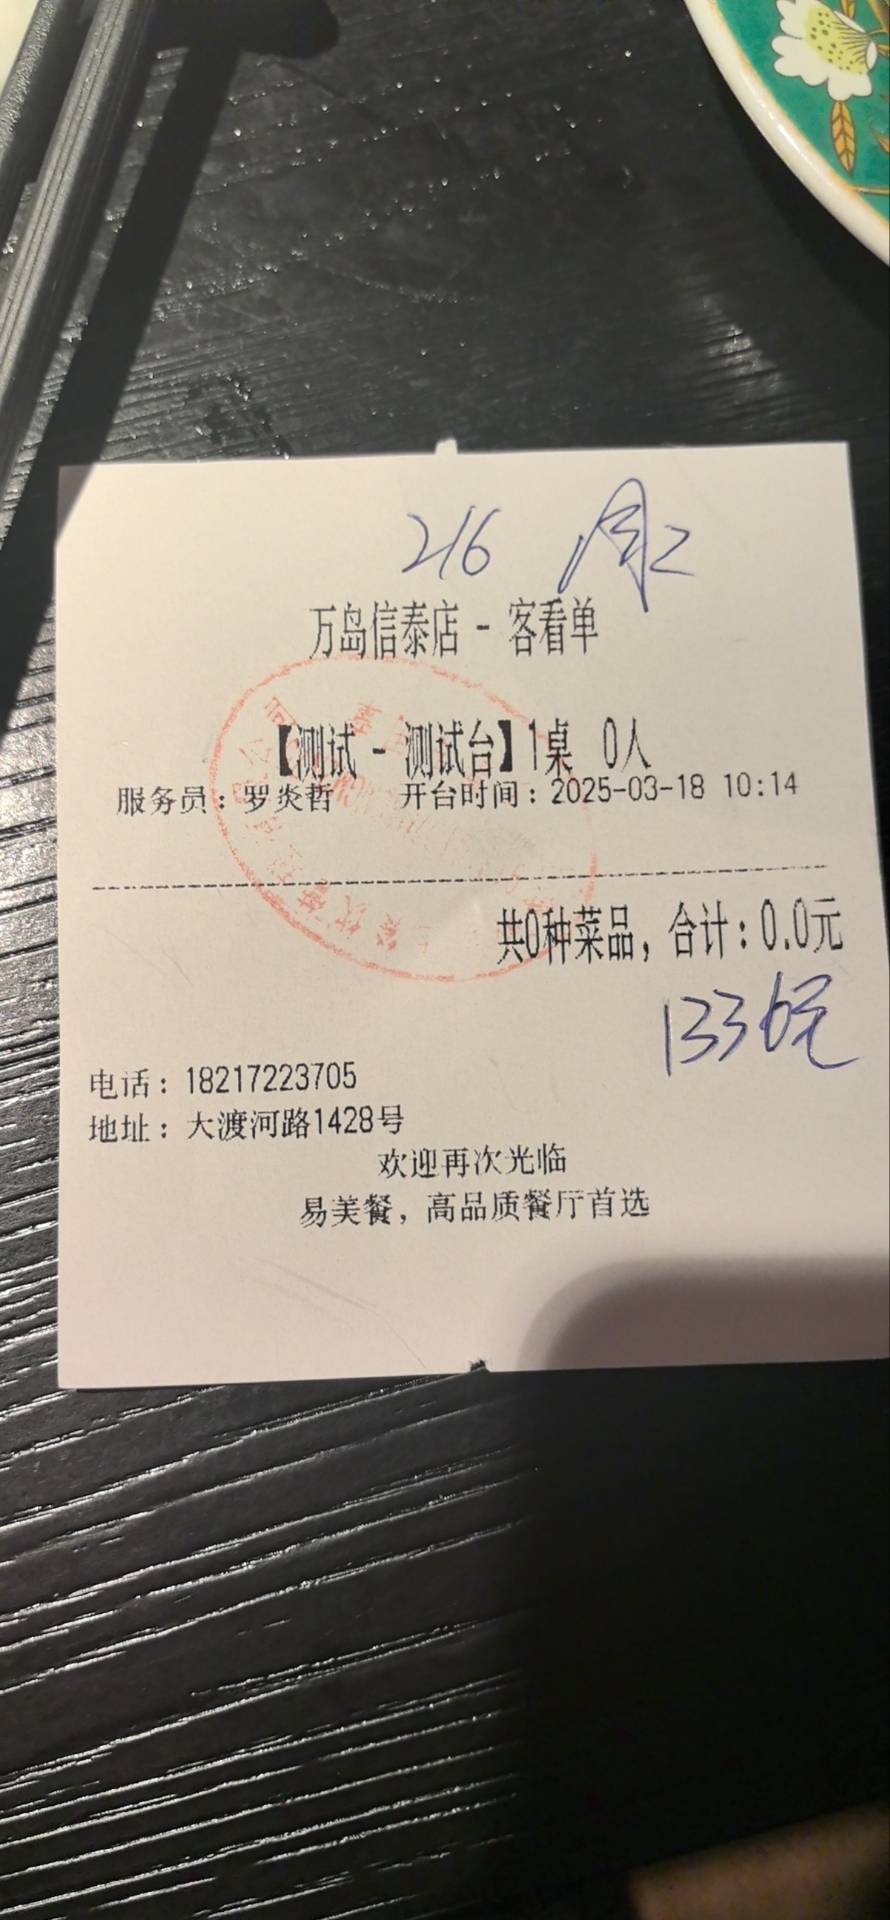 216
万岛信泰店 - 客看单
【测试 - 测试台】1桌 0人
服务员：罗炎哲 开台时间：2025-03-18 10:14
共0种菜品，合计：0.0元
1336元
电话：18217223705
地址：大渡河路1428号
欢迎再次光临
易美餐，高品质餐厅首选